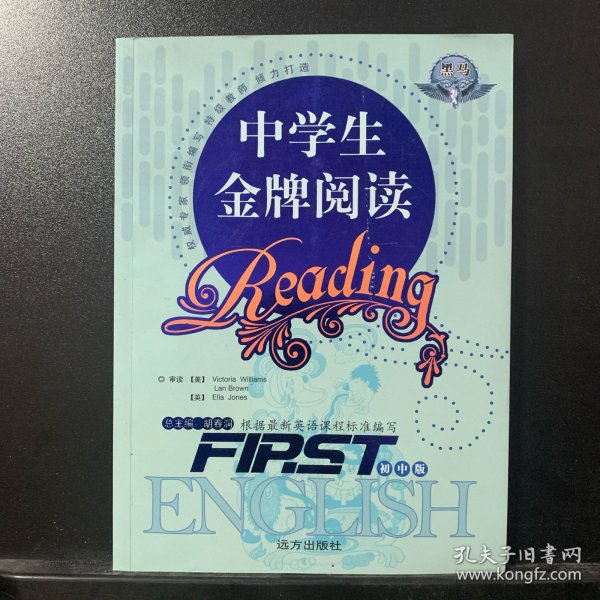 黑马
权威专家 领衔编写 特级教师 倾力打造
中学生
金牌阅读
Reading
◎ 审读 【美】 Victoria Williams
Lan Brown
【英】 Ella Jones
总主编:胡春洞 根据最新英语课程标准编写
FIRST
初中版
ENGLISH
远方出版社
孔夫子旧书网
www.kongfz.com